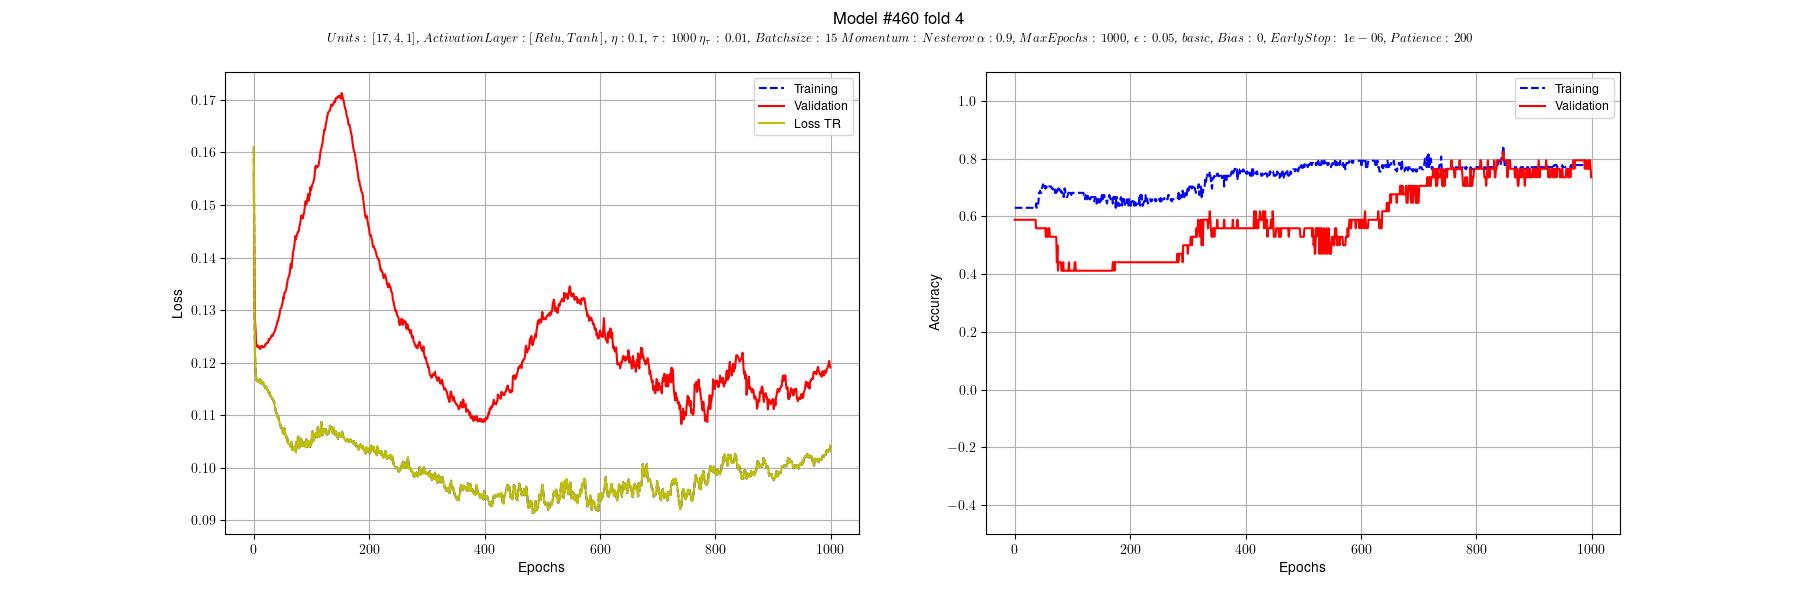 Model #460 fold 4
Units : [17, 4, 1], ActivationLayer : [Relu, Tanh], η : 0.1, τ : 1000 η_τ : 0.01, Batchsize : 15 Momentum : Nesterov α : 0.9, MaxEpochs : 1000, ϵ : 0.05, basic, Bias : 0, EarlyStop : 1e − 06, Patience : 200
Training
Validation
Loss TR
0.17
0.16
0.15
0.14
0.13
0.12
0.11
0.10
0.09
Loss
0 200 400 600 800 1000
Epochs
Training
Validation
1.0
0.8
0.6
0.4
0.2
0.0
−0.2
−0.4
Accuracy
0 200 400 600 800 1000
Epochs